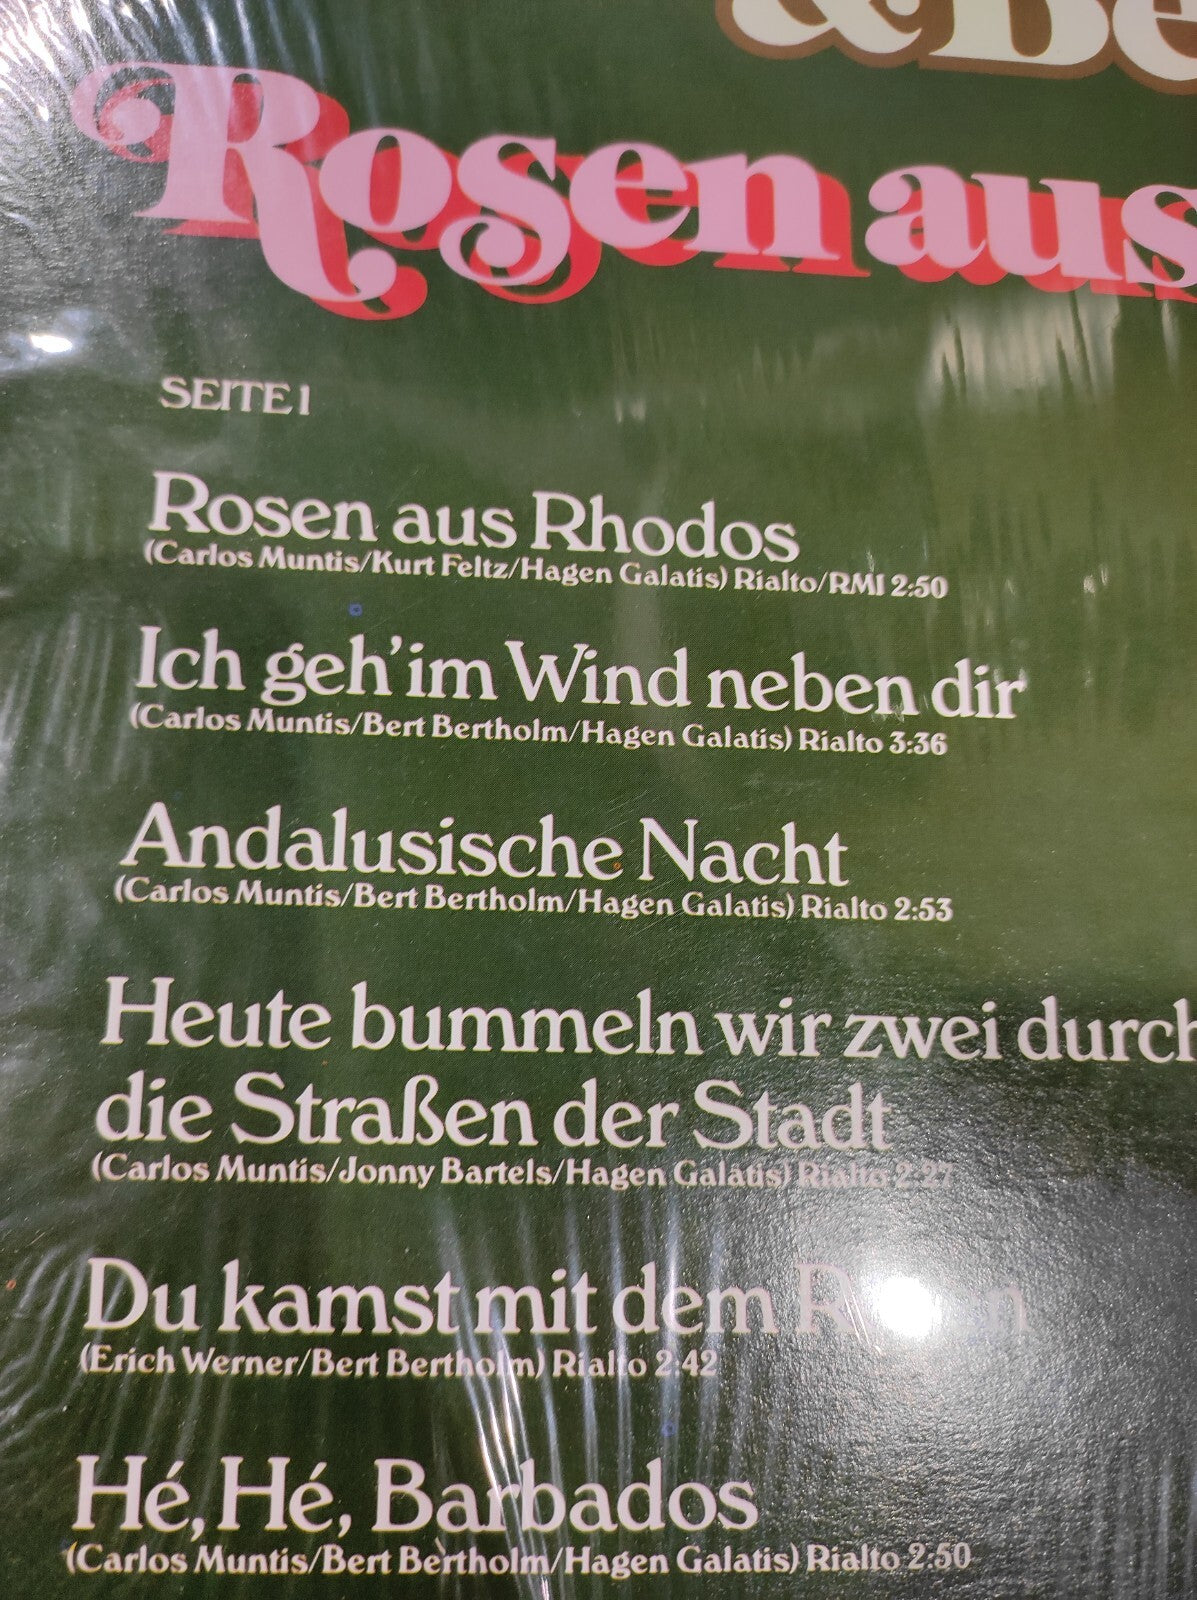 &
Rosen aus
SEITE 1
Rosen aus Rhodos
(Carlos Muntis/Kurt Feltz/Hagen Galatis) Rialto/RMI 2:50
Ich geh' im Wind neben dir
(Carlos Muntis/Bert Bertholm/Hagen Galatis) Rialto 3:36
Andalusische Nacht
(Carlos Muntis/Bert Bertholm/Hagen Galatis) Rialto 2:53
Heute bummeln wir zwei durch
die Straßen der Stadt
(Carlos Muntis/Jonny Bartels/Hagen Galatis) Rialto 2:27
Du kamst mit dem
(Erich Werner/Bert Bertholm) Rialto 2:42
Hé, Hé, Barbados
(Carlos Muntis/Bert Bertholm/Hagen Galatis) Rialto 2:50